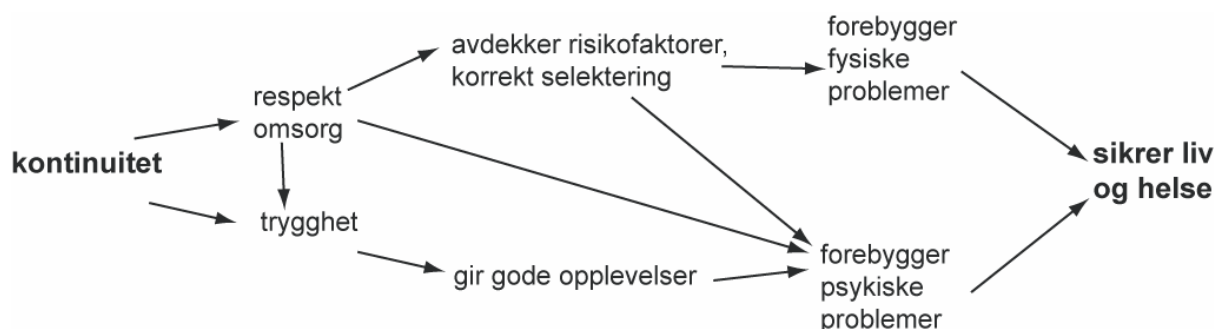 kontinuitet
respekt
omsorg
trygghet
avdekker risikofaktorer,
korrekt selektering
gir gode opplevelser
forebygger
fysiske
problemer
forebygger
psykiske
problemer
sikrer liv
og helse